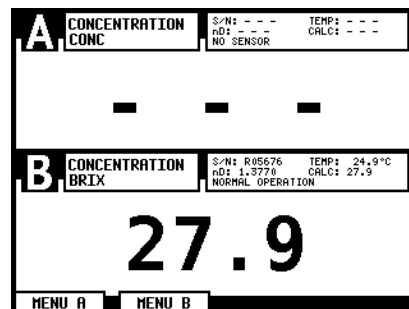 A CONCENTRATION
CONC
S/N: - - - TEMP: - - -
nD: - - - CALC: - - -
NO SENSOR
- - -
B CONCENTRATION
BRIX
S/N: R05676 TEMP: 24.9°C
nD: 1.3770 CALC: 27.9
NORMAL OPERATION
27.9
MENU A MENU B